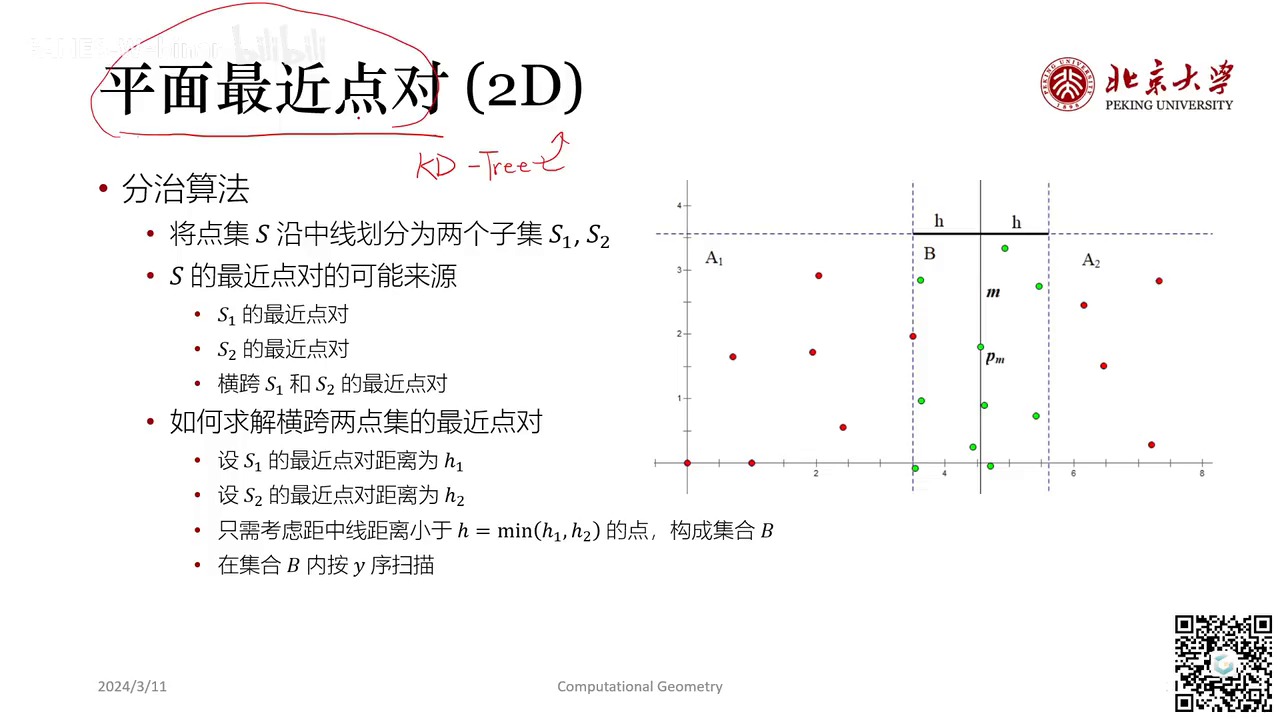 bilibili
平面最近点对 (2D)
北京大学
PEKING UNIVERSITY
PEKING UNIVERSITY
1898
KD-Tree
• 分治算法
• 将点集 S 沿中线划分为两个子集 S₁, S₂
• S 的最近点对的可能来源
• S₁ 的最近点对
• S₂ 的最近点对
• 横跨 S₁ 和 S₂ 的最近点对
• 如何求解横跨两点集的最近点对
• 设 S₁ 的最近点对距离为 h₁
• 设 S₂ 的最近点对距离为 h₂
• 只需考虑距中线距离小于 h = min(h₁, h₂) 的点，构成集合 B
• 在集合 B 内按 y 序扫描
h h
A₁ B A₂
m
pₘ
4
3
2
1
2 4 6 8
2024/3/11
Computational Geometry